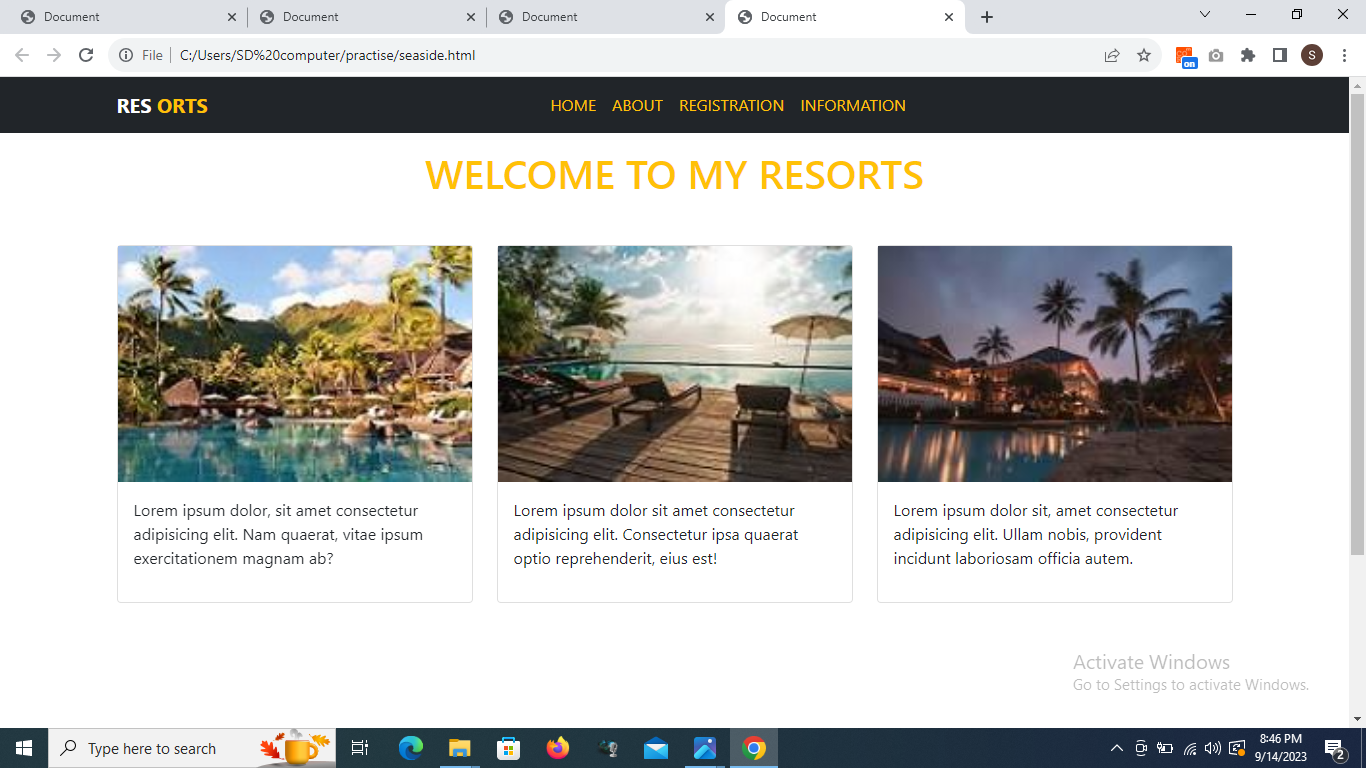 Document
Document
Document
Document
File
C:/Users/SD%20computer/practise/seaside.html
on
S
RES ORTS
HOME ABOUT REGISTRATION INFORMATION
WELCOME TO MY RESORTS
Lorem ipsum dolor, sit amet consectetur
adipisicing elit. Nam quaerat, vitae ipsum
exercitationem magnam ab?
Lorem ipsum dolor sit amet consectetur
adipisicing elit. Consectetur ipsa quaerat
optio reprehenderit, eius est!
Lorem ipsum dolor sit, amet consectetur
adipisicing elit. Ullam nobis, provident
incidunt laboriosam officia autem.
Activate Windows
Go to Settings to activate Windows.
Type here to search
8:46 PM
9/14/2023
2